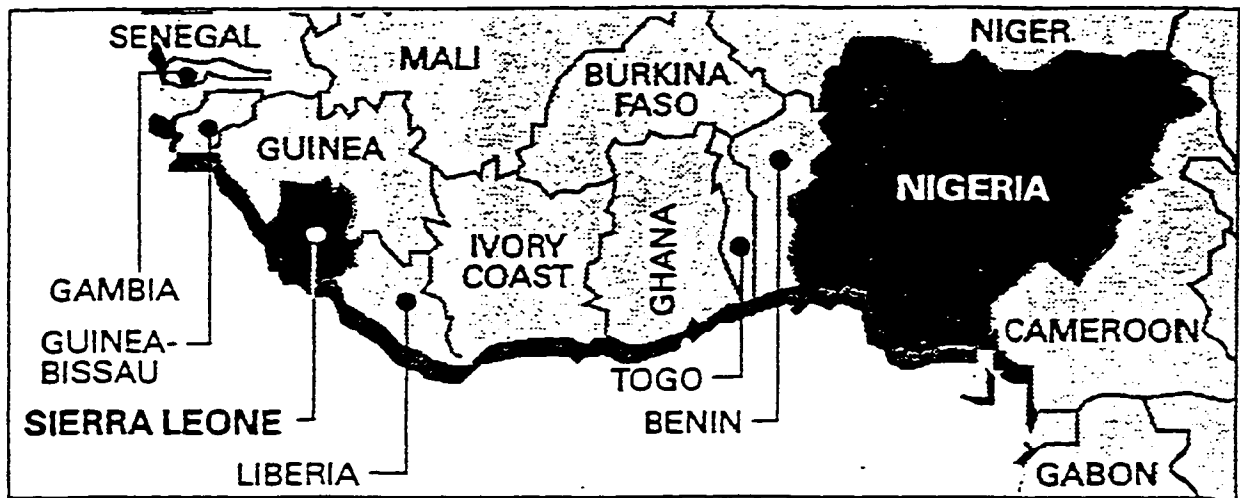 SENEGAL
MALI
NIGER
BURKINA
FASO
GUINEA
NIGERIA
IVORY
COAST
GHANA
GAMBIA
GUINEA-
BISSAU
CAMEROON
TOGO
SIERRA LEONE
BENIN
LIBERIA
GABON